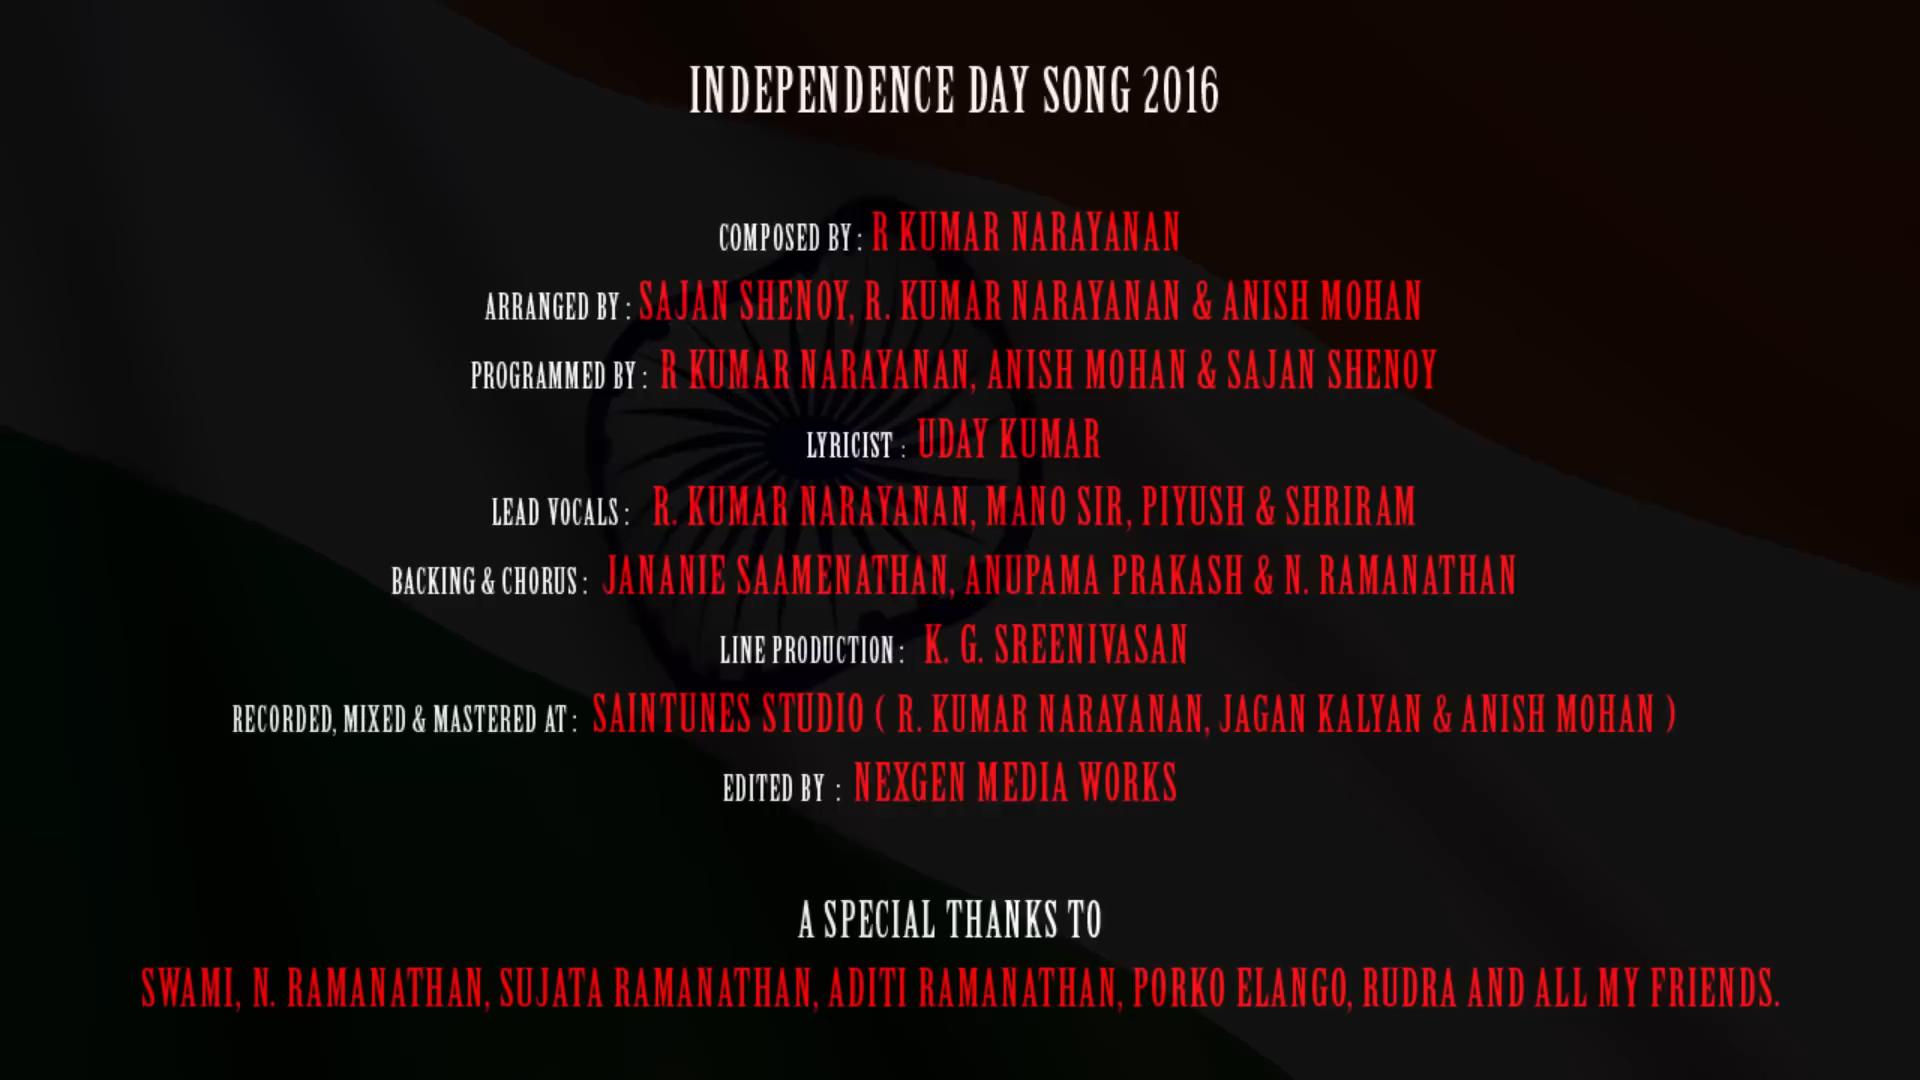 INDEPENDENCE DAY SONG 2016
COMPOSED BY : R KUMAR NARAYANAN
ARRANGED BY : SAJAN SHENOY, R. KUMAR NARAYANAN & ANISH MOHAN
PROGRAMMED BY : R KUMAR NARAYANAN, ANISH MOHAN & SAJAN SHENOY
LYRICIST : UDAY KUMAR
LEAD VOCALS : R. KUMAR NARAYANAN, MANO SIR, PIYUSH & SHRIRAM
BACKING & CHORUS : JANANIE SAAMENATHAN, ANUPAMA PRAKASH & N. RAMANATHAN
LINE PRODUCTION : K. G. SREENIVASAN
RECORDED, MIXED & MASTERED AT : SAINTUNES STUDIO ( R. KUMAR NARAYANAN, JAGAN KALYAN & ANISH MOHAN )
EDITED BY : NEXGEN MEDIA WORKS
A SPECIAL THANKS TO
SWAMI, N. RAMANATHAN, SUJATA RAMANATHAN, ADITI RAMANATHAN, PORKO ELANGO, RUDRA AND ALL MY FRIENDS.